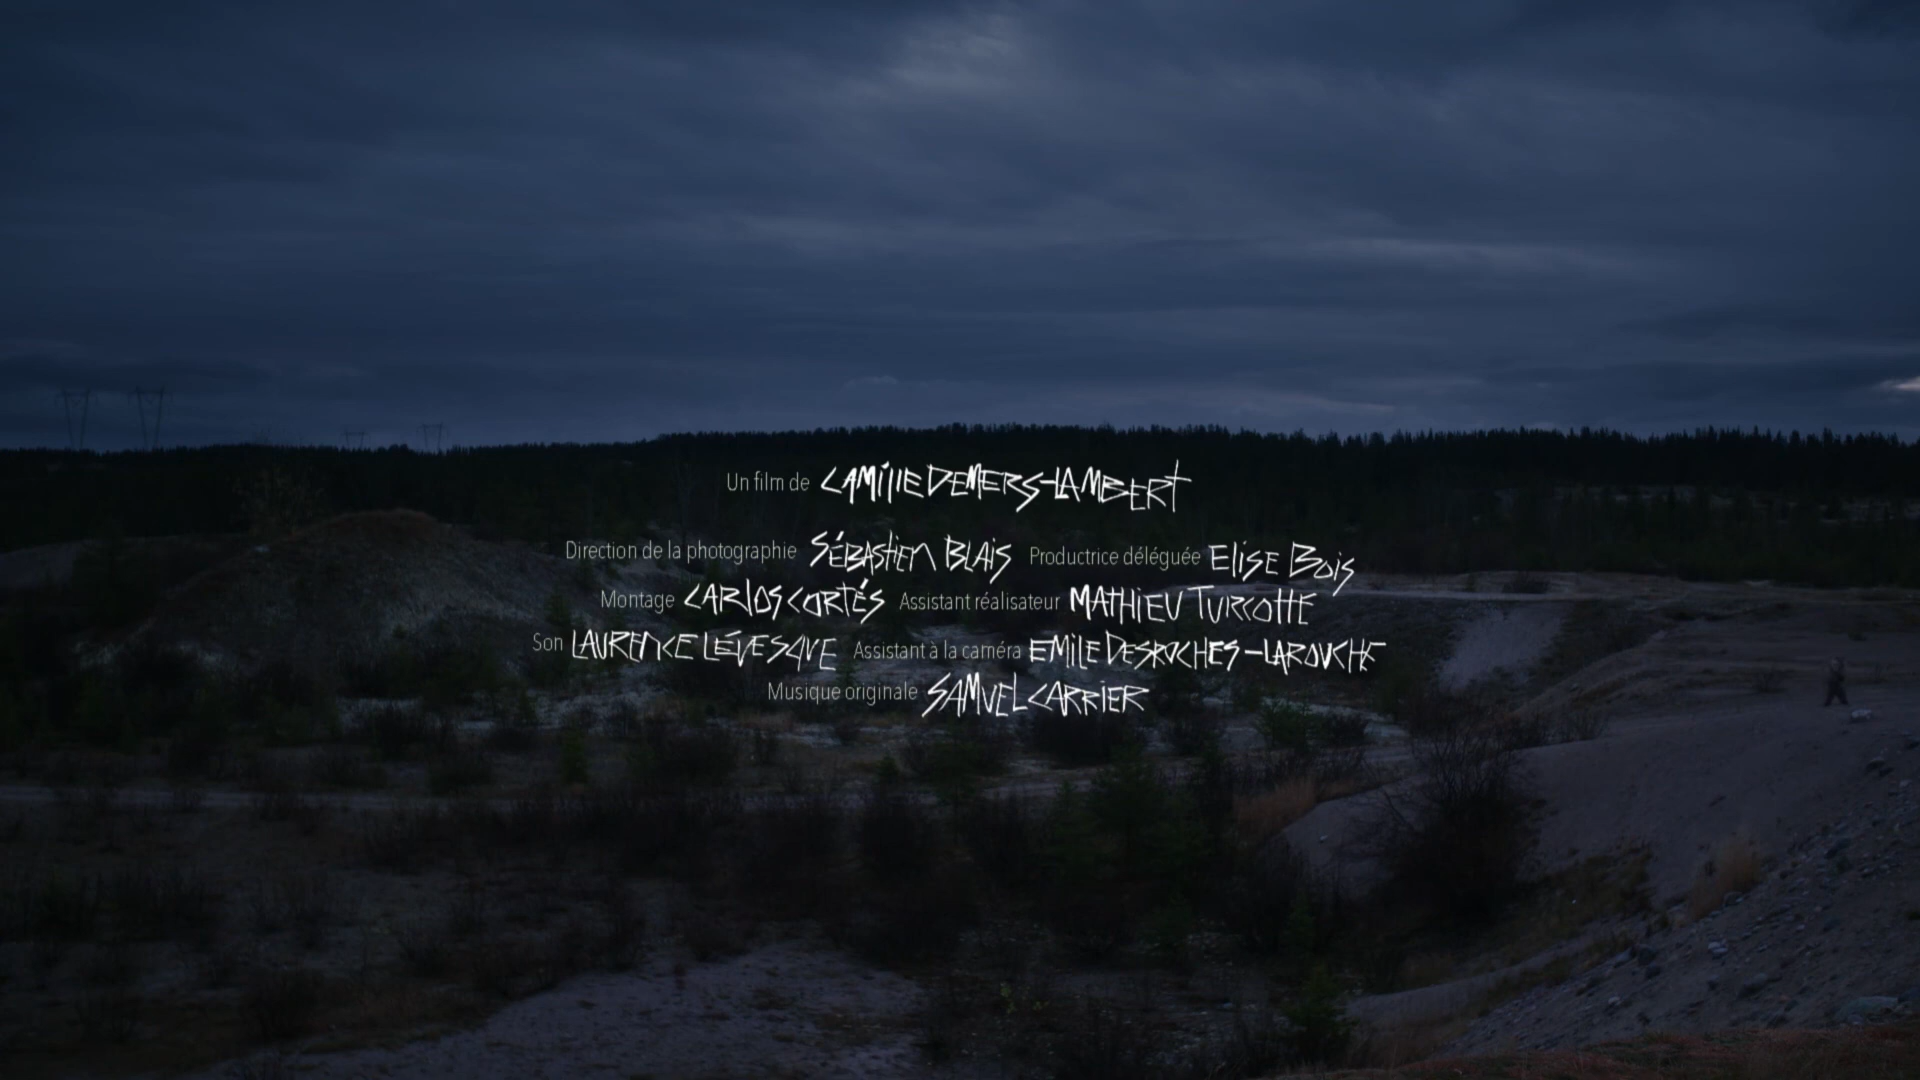 Un film de CAMILLE DEMERS-LAMBERT
Direction de la photographie SÉBASTIEN BLAIS Productrice déléguée ELISE BOIS
Montage CARLOS CORTÉS Assistant réalisateur MATHIEU TURCOTTE
Son LAURENCE LÉVESQUE Assistant à la caméra EMILE DESROCHES-LAROUCHE
Musique originale SAMUEL CARRIER